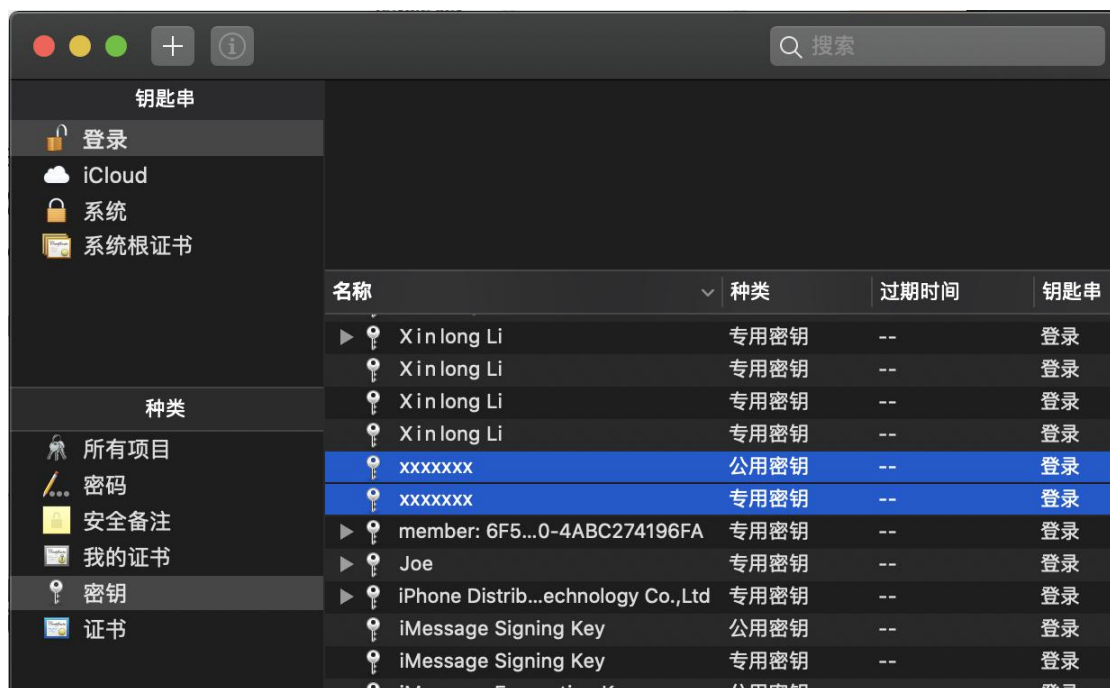 搜索
钥匙串
登录
iCloud
系统
系统根证书
种类
所有项目
密码
安全备注
我的证书
密钥
证书
名称 种类 过期时间 钥匙串
Xinlong Li 专用密钥 -- 登录
Xinlong Li 专用密钥 -- 登录
Xinlong Li 专用密钥 -- 登录
Xinlong Li 专用密钥 -- 登录
xxxxxxx 公用密钥 -- 登录
xxxxxxx 专用密钥 -- 登录
member: 6F5...0-4ABC274196FA 专用密钥 -- 登录
Joe 专用密钥 -- 登录
iPhone Distrib...echnology Co.,Ltd 专用密钥 -- 登录
iMessage Signing Key 公用密钥 -- 登录
iMessage Signing Key 专用密钥 -- 登录